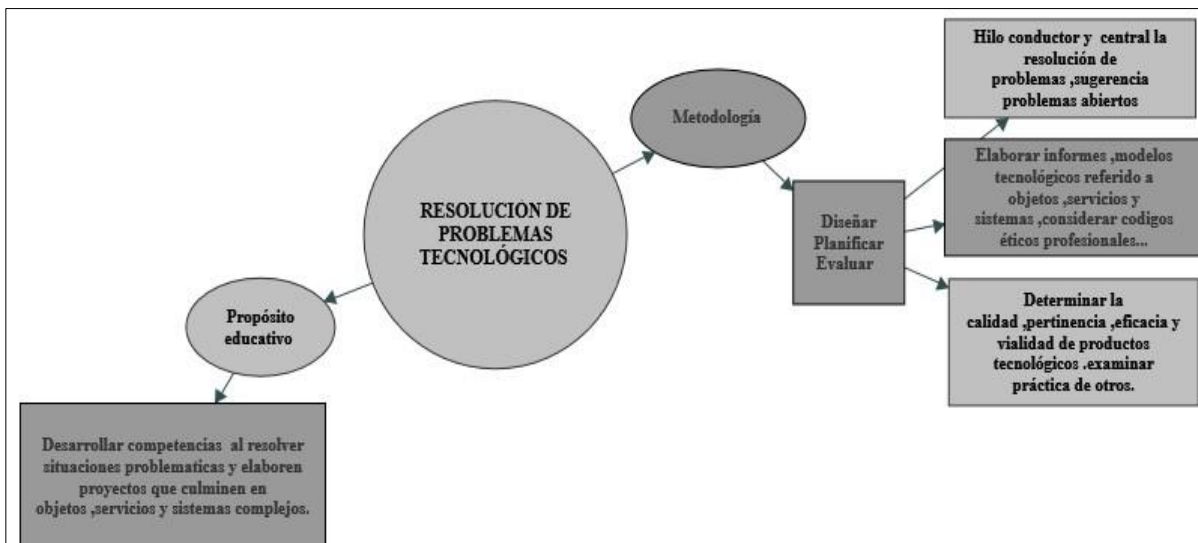 RESOLUCIÓN DE
PROBLEMAS
TECNOLÓGICOS
Propósito
educativo
Desarrollar competencias al resolver
situaciones problematicas y elaboren
proyectos que culminen en
objetos ,servicios y sistemas complejos.
Metodología
Diseñar
Planificar
Evaluar
Hilo conductor y central la
resolución de
problemas ,sugerencia
problemas abiertos
Elaborar informes ,modelos
tecnológicos referido a
objetos ,servicios y
sistemas ,considerar codigos
éticos profesionales...
Determinar la
calidad ,pertinencia ,eficacia y
vialidad de productos
tecnológicos .examinar
práctica de otros.